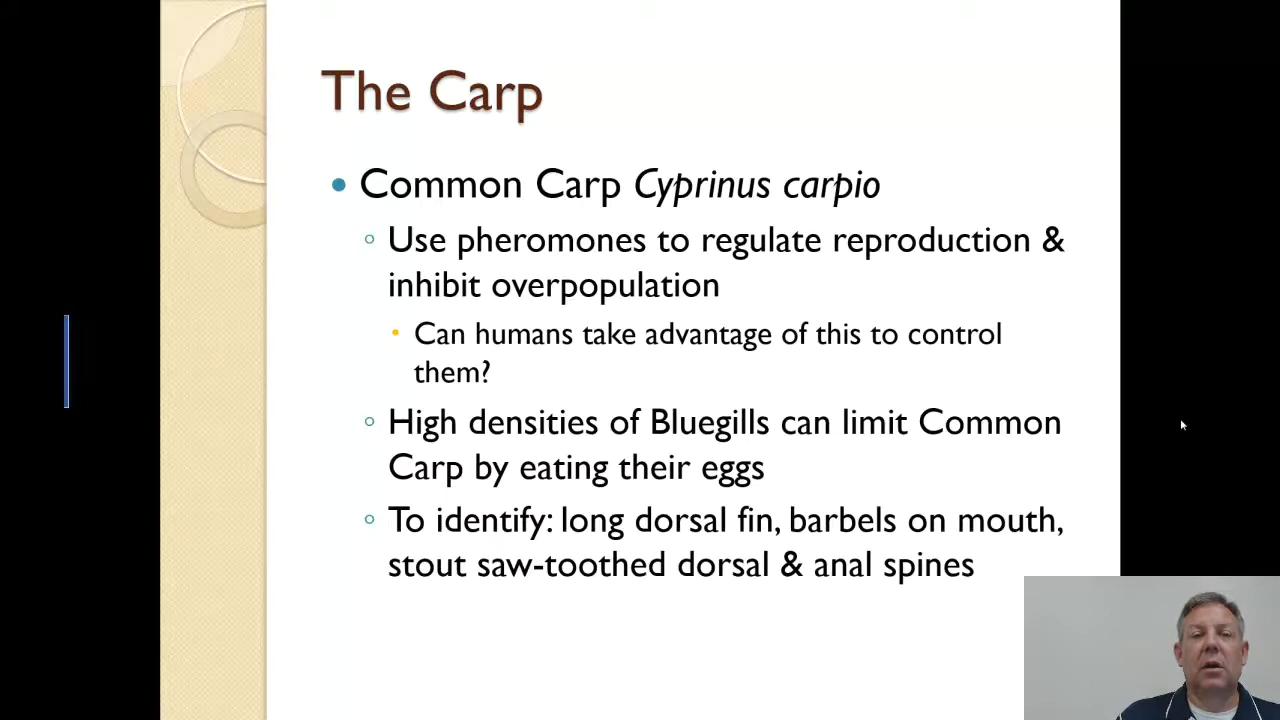 The Carp
Common Carp Cyprinus carpio
Use pheromones to regulate reproduction &
inhibit overpopulation
Can humans take advantage of this to control
them?
High densities of Bluegills can limit Common
Carp by eating their eggs
To identify: long dorsal fin, barbels on mouth,
stout saw-toothed dorsal & anal spines